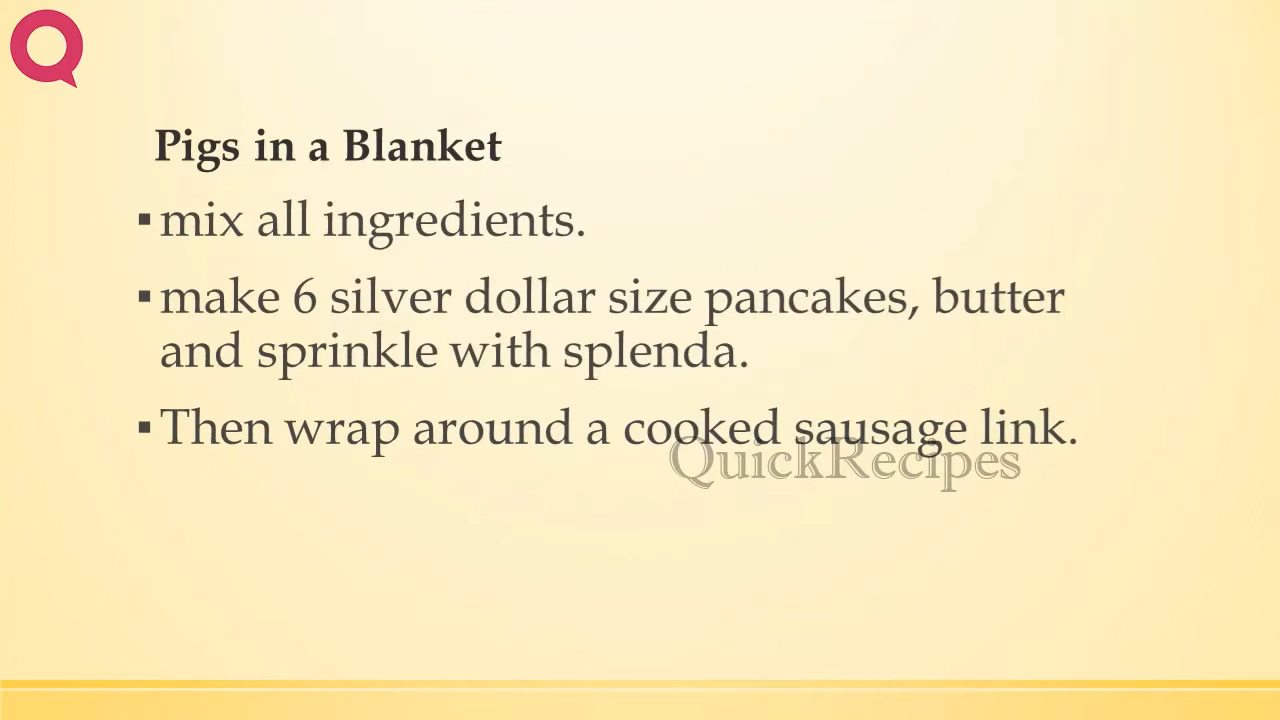 Pigs in a Blanket
▪mix all ingredients.
▪make 6 silver dollar size pancakes, butter
and sprinkle with splenda.
▪Then wrap around a cooked sausage link.
QuickRecipes